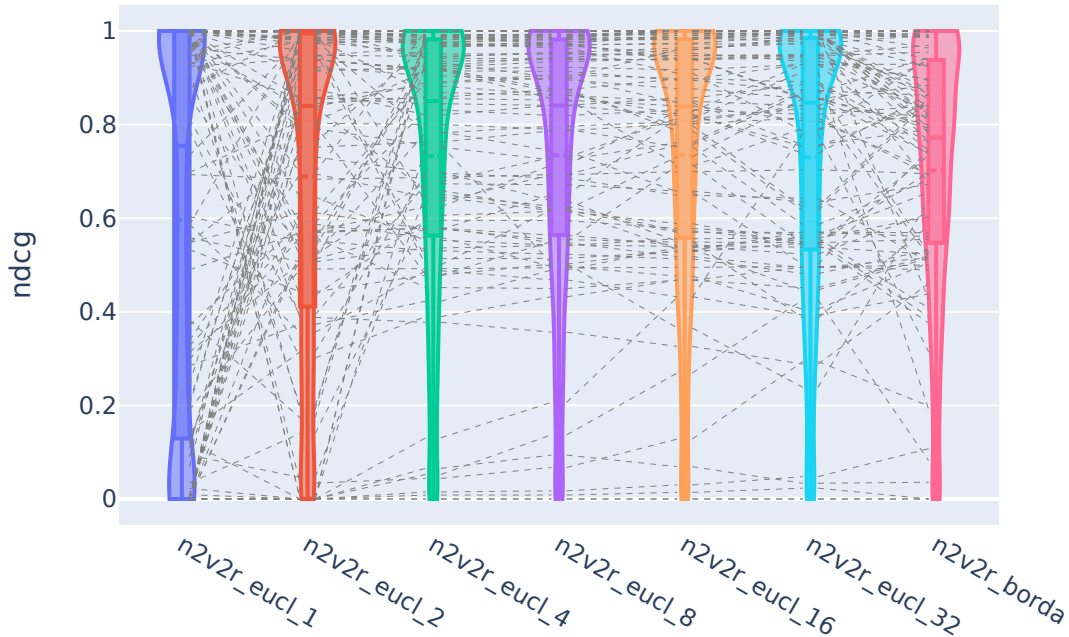 1
0.8
0.6
0.4
0.2
0
ndcg
n2v2r_eucl_1
n2v2r_eucl_2
n2v2r_eucl_4
n2v2r_eucl_8
n2v2r_eucl_16
n2v2r_eucl_32
n2v2r_borda